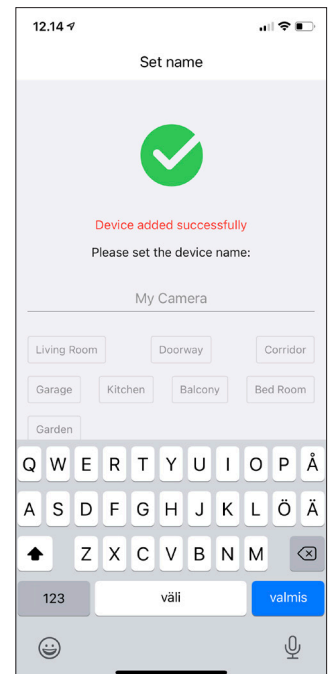 12.14
Set name
Device added successfully
Please set the device name:
My Camera
Living Room Doorway Corridor
Garage Kitchen Balcony Bed Room
Garden
Q W E R T Y U I O P Å
A S D F G H J K L Ö Ä
Z X C V B N M
123 väli valmis